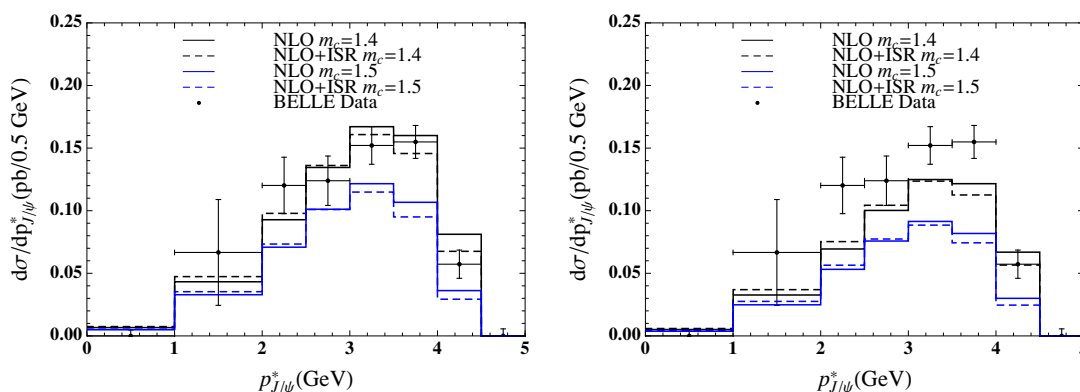 NLO m_c=1.4
NLO+ISR m_c=1.4
NLO m_c=1.5
NLO+ISR m_c=1.5
BELLE Data
dσ/dp*_{J/ψ}(pb/0.5 GeV)
0.25
0.20
0.15
0.10
0.05
0.00
0 1 2 3 4 5
p*_{J/ψ}(GeV)
NLO m_c=1.4
NLO+ISR m_c=1.4
NLO m_c=1.5
NLO+ISR m_c=1.5
BELLE Data
dσ/dp*_{J/ψ}(pb/0.5 GeV)
0.25
0.20
0.15
0.10
0.05
0.00
0 1 2 3 4 5
p*_{J/ψ}(GeV)